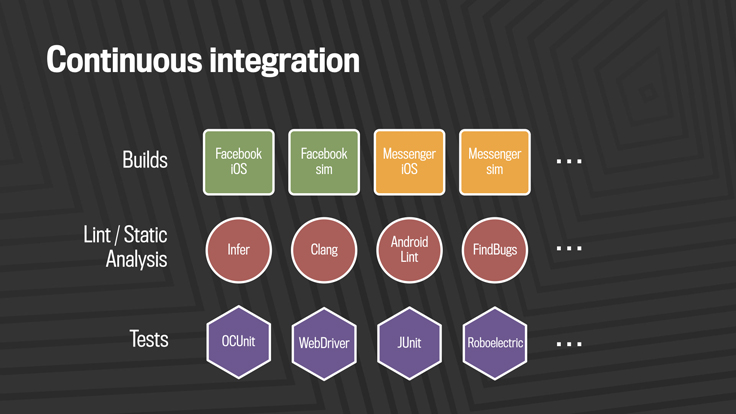 Continuous integration
Builds
Facebook
iOS
Facebook
sim
Messenger
iOS
Messenger
sim
...
Lint / Static
Analysis
Infer
Clang
Android
Lint
FindBugs
...
Tests
OCUnit
WebDriver
JUnit
Roboelectric
...